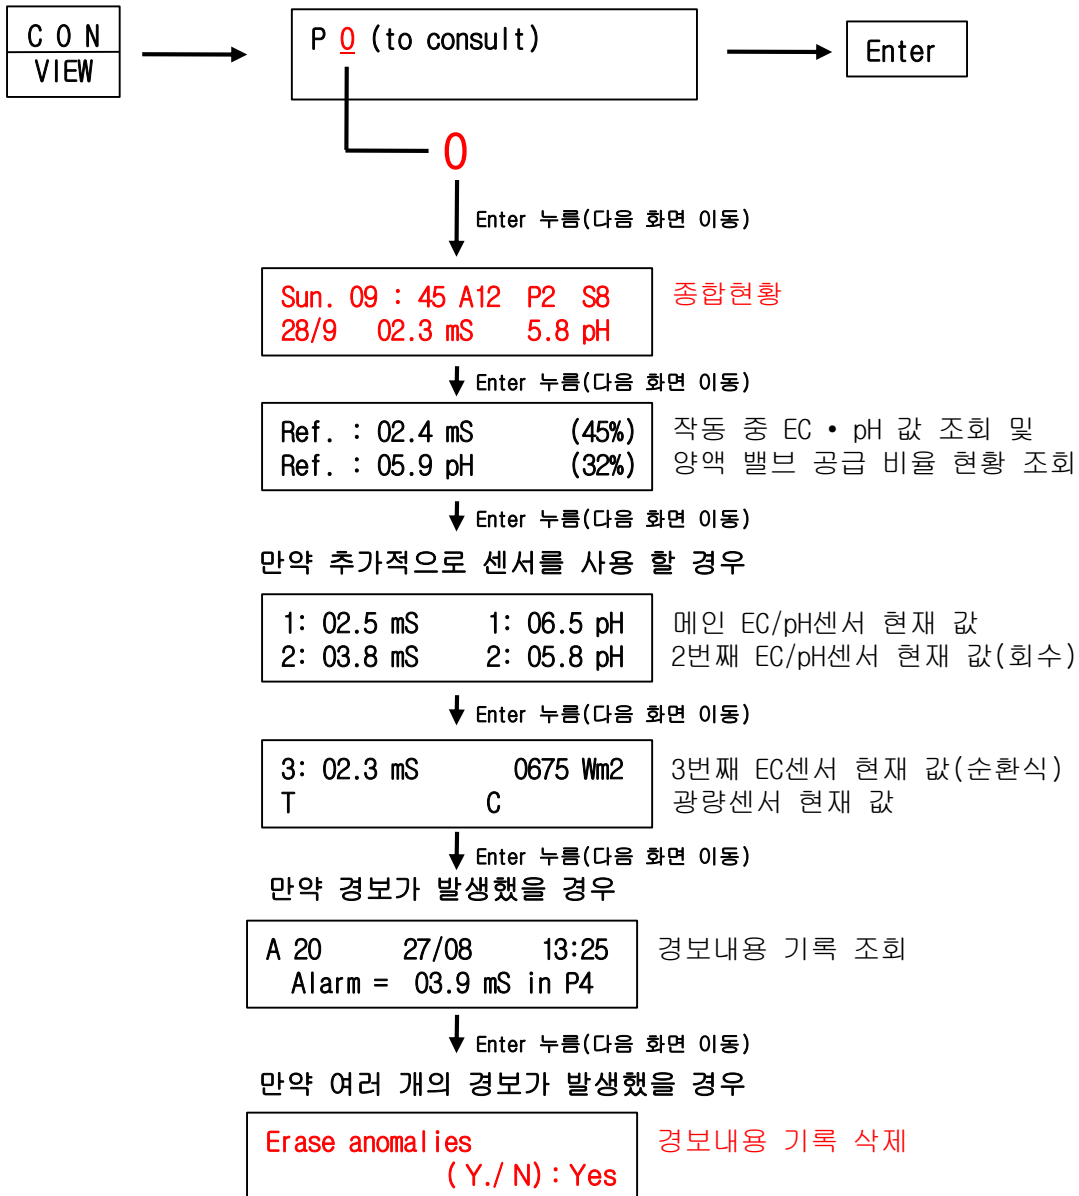 C O N
VIEW
P 0 (to consult)
Enter
0
Enter 누름(다음 화면 이동)
Sun. 09 : 45 A12 P2 S8
28/9 02.3 mS 5.8 pH
종합현황
Enter 누름(다음 화면 이동)
Ref. : 02.4 mS (45%)
Ref. : 05.9 pH (32%)
작동 중 EC • pH 값 조회 및
양액 밸브 공급 비율 현황 조회
Enter 누름(다음 화면 이동)
만약 추가적으로 센서를 사용 할 경우
1: 02.5 mS 1: 06.5 pH
2: 03.8 mS 2: 05.8 pH
메인 EC/pH센서 현재 값
2번째 EC/pH센서 현재 값(회수)
Enter 누름(다음 화면 이동)
3: 02.3 mS 0675 Wm2
T C
3번째 EC센서 현재 값(순환식)
광량센서 현재 값
Enter 누름(다음 화면 이동)
만약 경보가 발생했을 경우
A 20 27/08 13:25
Alarm = 03.9 mS in P4
경보내용 기록 조회
Enter 누름(다음 화면 이동)
만약 여러 개의 경보가 발생했을 경우
Erase anomalies
( Y./ N) : Yes
경보내용 기록 삭제